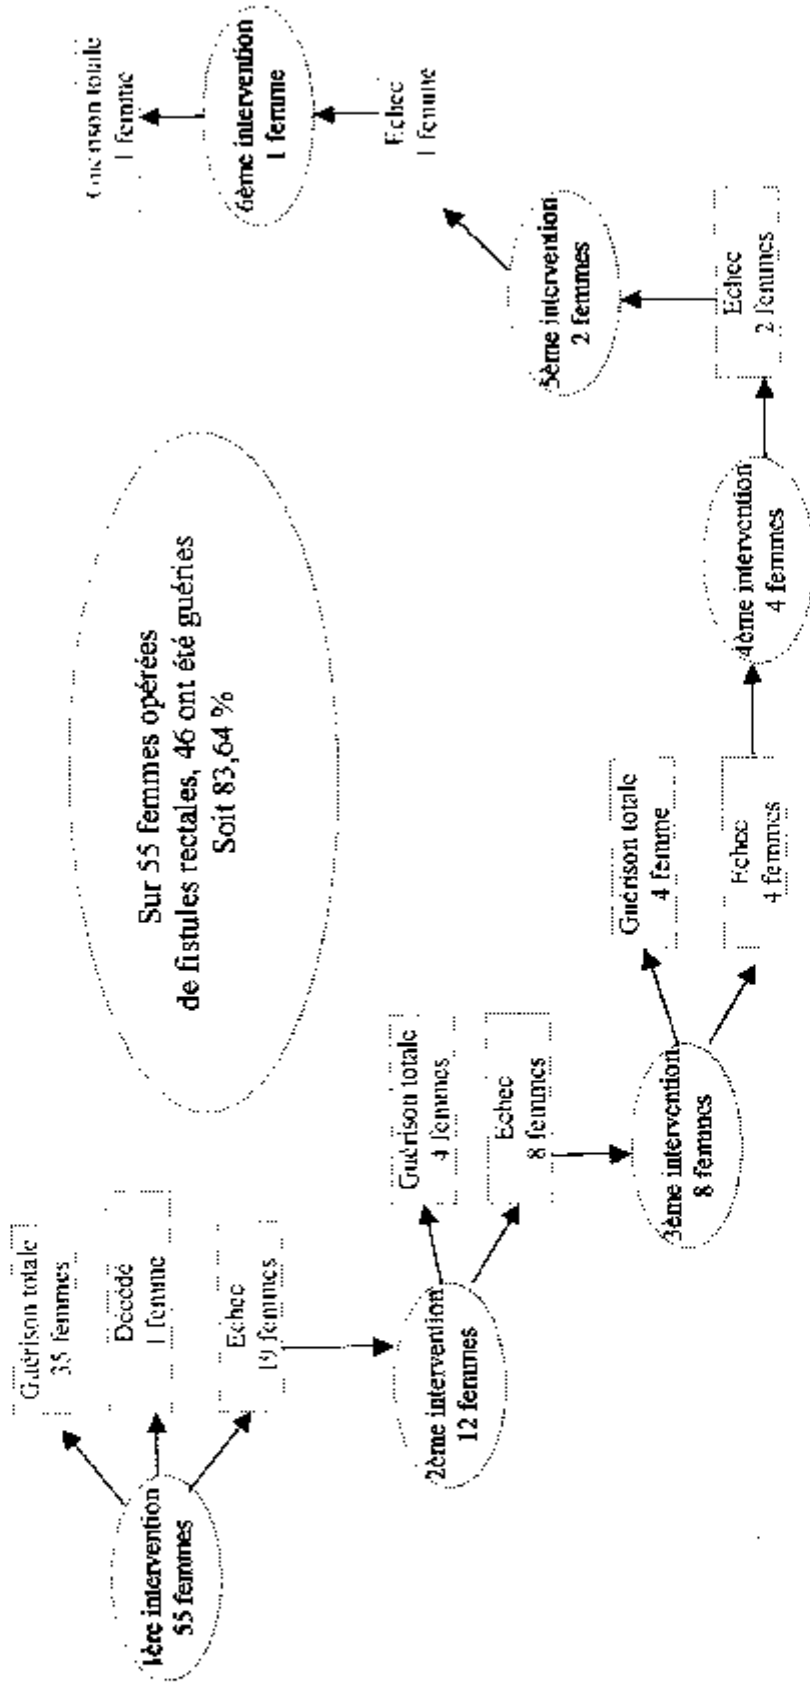 Sur 55 femmes opérées
de fistules rectales, 46 ont été guéries
Soit 83,64 %
1ère intervention
55 femmes
Guérison totale
35 femmes
Décédé
1 femme
Echec
19 femmes
2ème intervention
12 femmes
Guérison totale
4 femmes
Echec
8 femmes
3ème intervention
8 femmes
Guérison totale
4 femme
Echec
4 femmes
4ème intervention
4 femmes
Echec
2 femmes
5ème intervention
2 femmes
Echec
1 femme
6ème intervention
1 femme
Guérison totale
1 femme